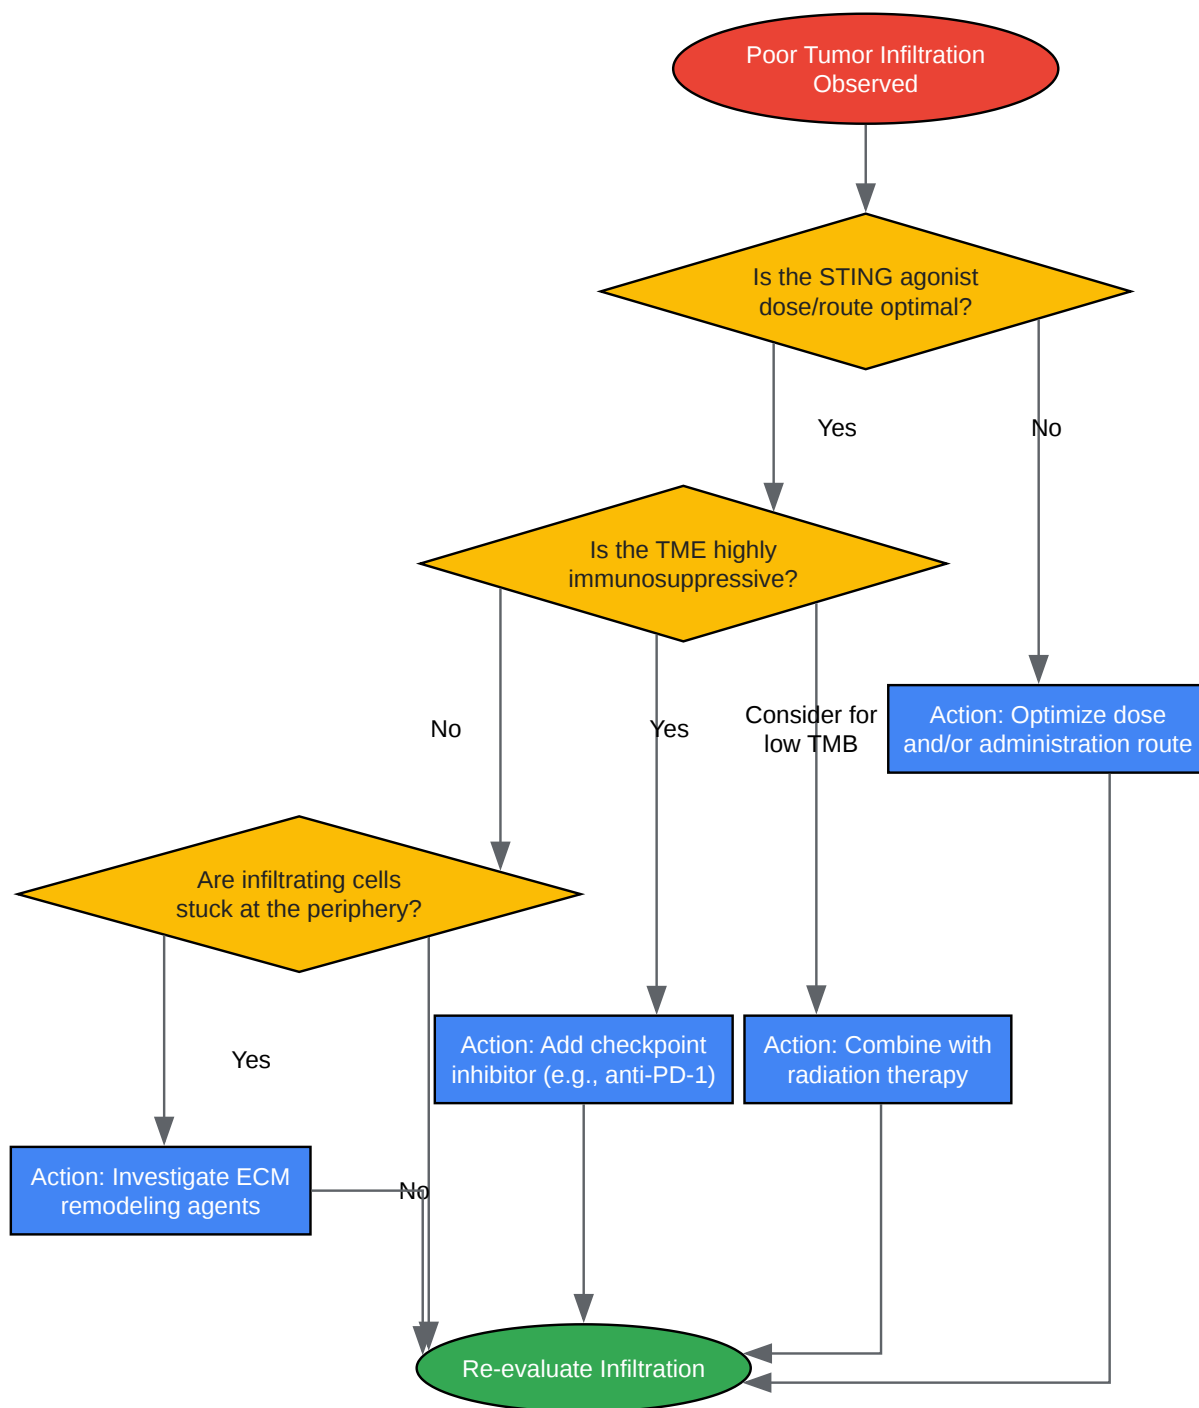 Poor Tumor Infiltration
Observed
Is the STING agonist
dose/route optimal?
Yes
No
Is the TME highly
immunosuppressive?
No
Yes
Consider for
low TMB
Action: Optimize dose
and/or administration route
Are infiltrating cells
stuck at the periphery?
Yes
Action: Add checkpoint
inhibitor (e.g., anti-PD-1)
Action: Combine with
radiation therapy
Action: Investigate ECM
remodeling agents
No
Re-evaluate Infiltration